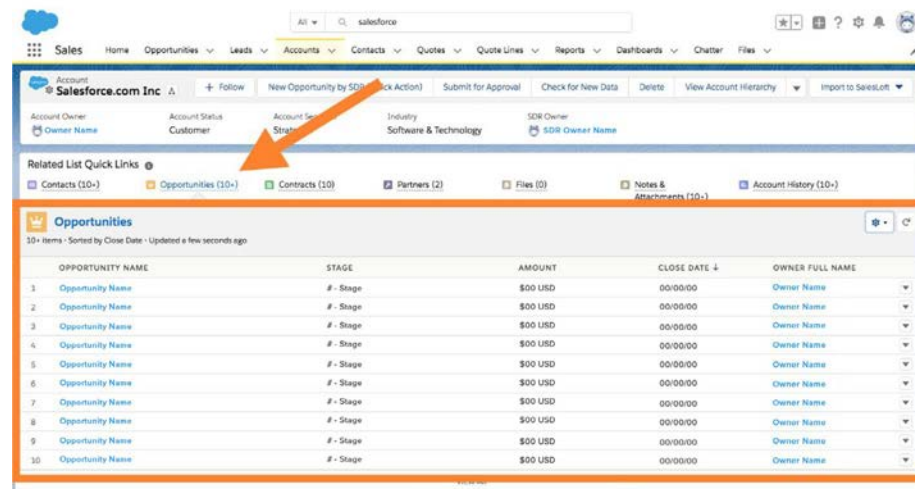 All salesforce
Sales Home Opportunities Leads Accounts Contacts Quotes Quote Lines Reports Dashboards Chatter Files
Account
Salesforce.com Inc + Follow New Opportunity by SDR Action) Submit for Approval Check for New Data Delete View Account Hierarchy Import to SalesLoft
Account Owner Account Status Account Industry SDR Owner
Owner Name Customer Software & Technology SDR Owner Name
Related List Quick Links
Contacts (10+) Opportunities (10+) Contracts (10) Partners (2) Files (0) Notes & Account History (10+)
Attachments (10+)
Opportunities
10+ items • Sorted by Close Date • Updated a few seconds ago
OPPORTUNITY NAME STAGE AMOUNT CLOSE DATE ↓ OWNER FULL NAME
1 Opportunity Name # - Stage $00 USD 00/00/00 Owner Name
2 Opportunity Name # - Stage $00 USD 00/00/00 Owner Name
3 Opportunity Name # - Stage $00 USD 00/00/00 Owner Name
4 Opportunity Name # - Stage $00 USD 00/00/00 Owner Name
5 Opportunity Name # - Stage $00 USD 00/00/00 Owner Name
6 Opportunity Name # - Stage $00 USD 00/00/00 Owner Name
7 Opportunity Name # - Stage $00 USD 00/00/00 Owner Name
8 Opportunity Name # - Stage $00 USD 00/00/00 Owner Name
9 Opportunity Name # - Stage $00 USD 00/00/00 Owner Name
10 Opportunity Name # - Stage $00 USD 00/00/00 Owner Name